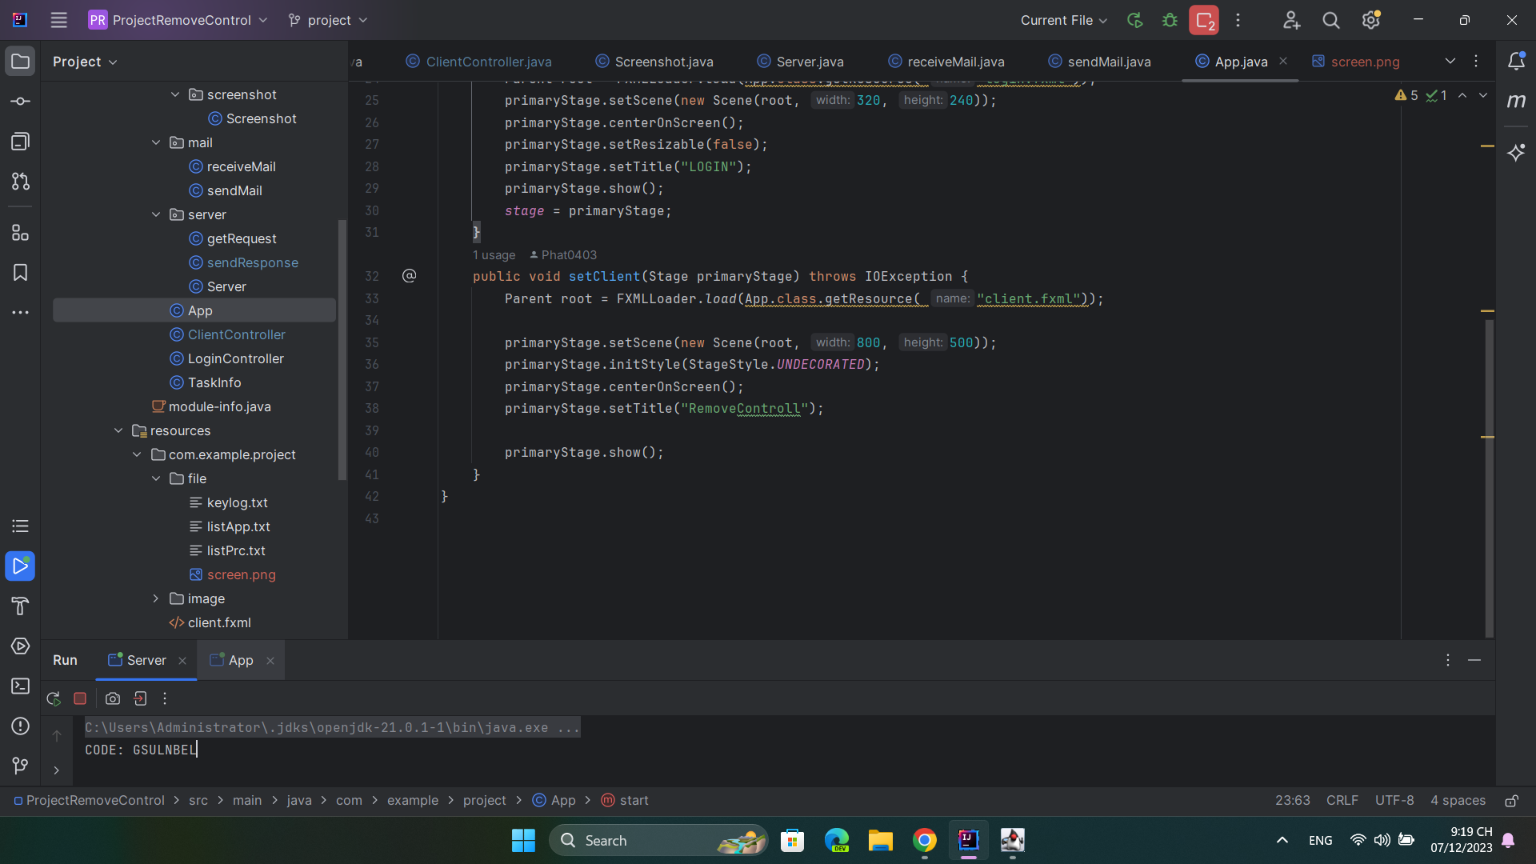 PR ProjectRemoveControl project Current File 2
Project
a ClientController.java Screenshot.java Server.java receiveMail.java sendMail.java App.java screen.png
screenshot
Screenshot
mail
receiveMail
sendMail
server
getRequest
sendResponse
Server
App
ClientController
LoginController
TaskInfo
module-info.java
resources
com.example.project
file
keylog.txt
listApp.txt
listPrc.txt
screen.png
image
client.fxml
5 1
25 primaryStage.setScene(new Scene(root, width: 320, height: 240));
26 primaryStage.centerOnScreen();
27 primaryStage.setResizable(false);
28 primaryStage.setTitle("LOGIN");
29 primaryStage.show();
30 stage = primaryStage;
31 }
1 usage Phat0403
32 @ public void setClient(Stage primaryStage) throws IOException {
33 Parent root = FXMLLoader.load(App.class.getResource( name: "client.fxml"));
34
35 primaryStage.setScene(new Scene(root, width: 800, height: 500));
36 primaryStage.initStyle(StageStyle.UNDECORATED);
37 primaryStage.centerOnScreen();
38 primaryStage.setTitle("RemoveControll");
39
40 primaryStage.show();
41 }
42 }
43
m
Run Server App
C:\Users\Administrator\.jdks\openjdk-21.0.1-1\bin\java.exe ...
CODE: GSULNBEL
ProjectRemoveControl > src > main > java > com > example > project > App > start 23:63 CRLF UTF-8 4 spaces
Search
ENG
9:19 CH
07/12/2023